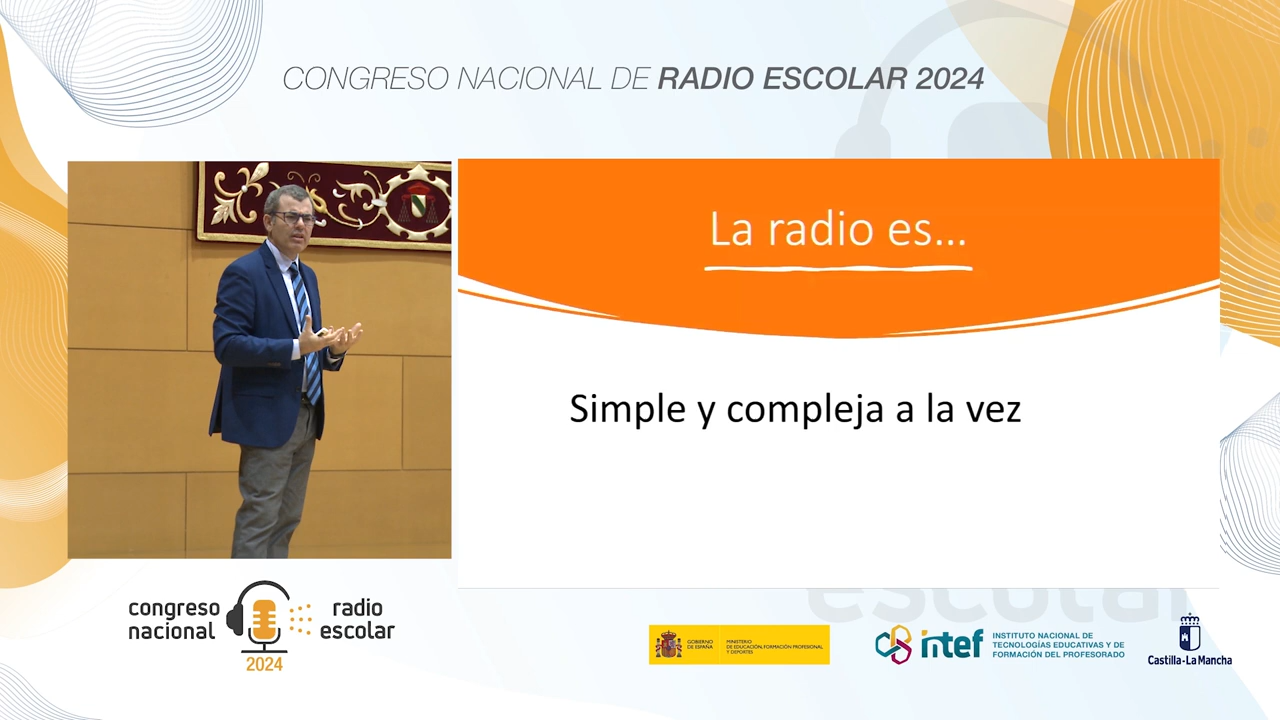 CONGRESO NACIONAL DE RADIO ESCOLAR 2024
La radio es...
Simple y compleja a la vez
escolar
congreso
nacional
radio
escolar
2024
GOBIERNO
DE ESPAÑA
MINISTERIO
DE EDUCACIÓN, FORMACIÓN PROFESIONAL
Y DEPORTES
intef
INSTITUTO NACIONAL DE
TECNOLOGÍAS EDUCATIVAS Y DE
FORMACIÓN DEL PROFESORADO
Castilla-La Mancha